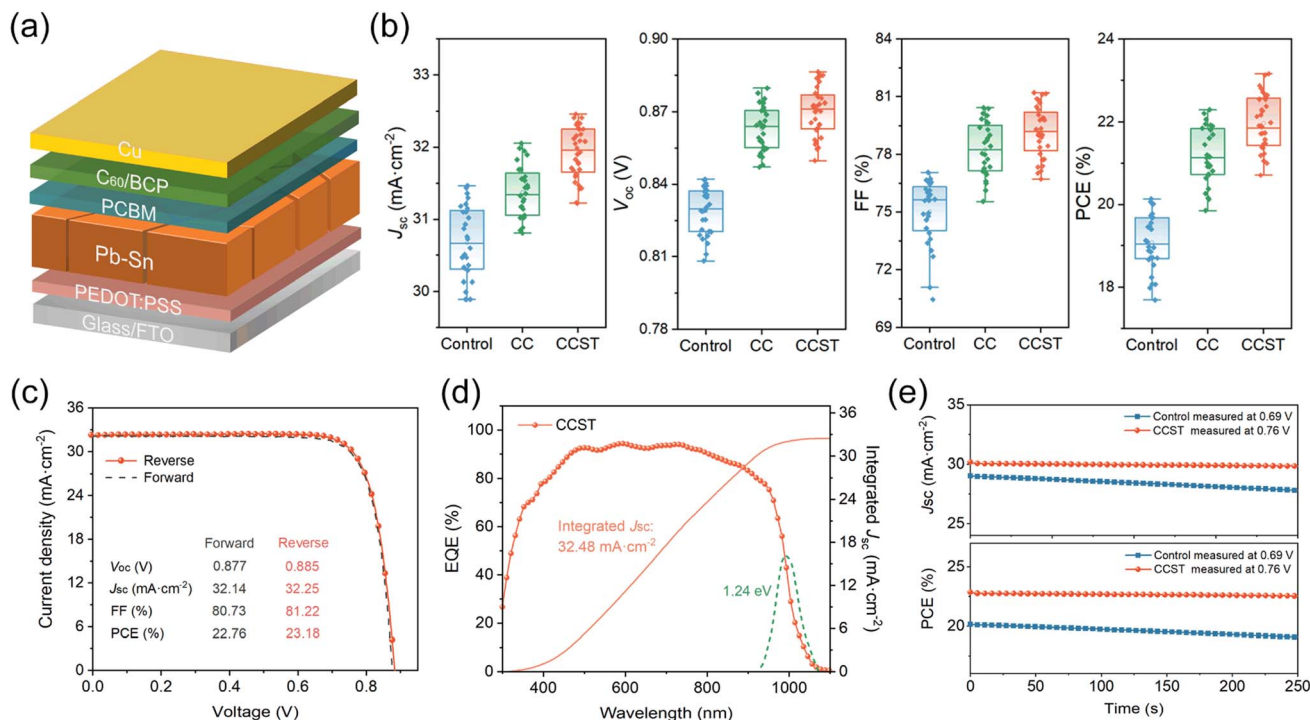 (a)
Cu
C60/BCP
PCBM
Pb-Sn
PEDOT:PSS
Glass/FTO
(b)
Jsc (mA·cm-2)
33
32
31
30
Control CC CCST
Voc (V)
0.90
0.87
0.84
0.81
0.78
Control CC CCST
FF (%)
84
81
78
75
72
69
Control CC CCST
PCE (%)
24
22
20
18
Control CC CCST
(c)
Current density (mA·cm-2)
36
30
24
18
12
6
0
Reverse
Forward
Forward Reverse
Voc (V) 0.877 0.885
Jsc (mA·cm-2) 32.14 32.25
FF (%) 80.73 81.22
PCE (%) 22.76 23.18
0.0 0.2 0.4 0.6 0.8
Voltage (V)
(d)
EQE (%)
100
80
60
40
20
0
CCST
Integrated Jsc:
32.48 mA·cm-2
1.24 eV
36
30
24
18
12
6
0
Integrated Jsc (mA·cm-2)
400 600 800 1000
Wavelength (nm)
(e)
Jsc (mA·cm-2)
35
30
25
Control measured at 0.69 V
CCST measured at 0.76 V
PCE (%)
25
20
Control measured at 0.69 V
CCST measured at 0.76 V
0 50 100 150 200 250
Time (s)